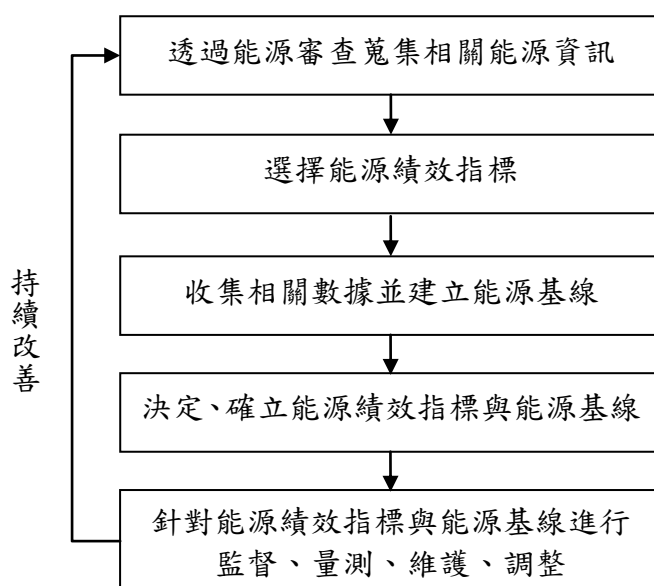 透過能源審查蒐集相關能源資訊
選擇能源績效指標
收集相關數據並建立能源基線
決定、確立能源績效指標與能源基線
針對能源績效指標與能源基線進行
監督、量測、維護、調整
持續改善